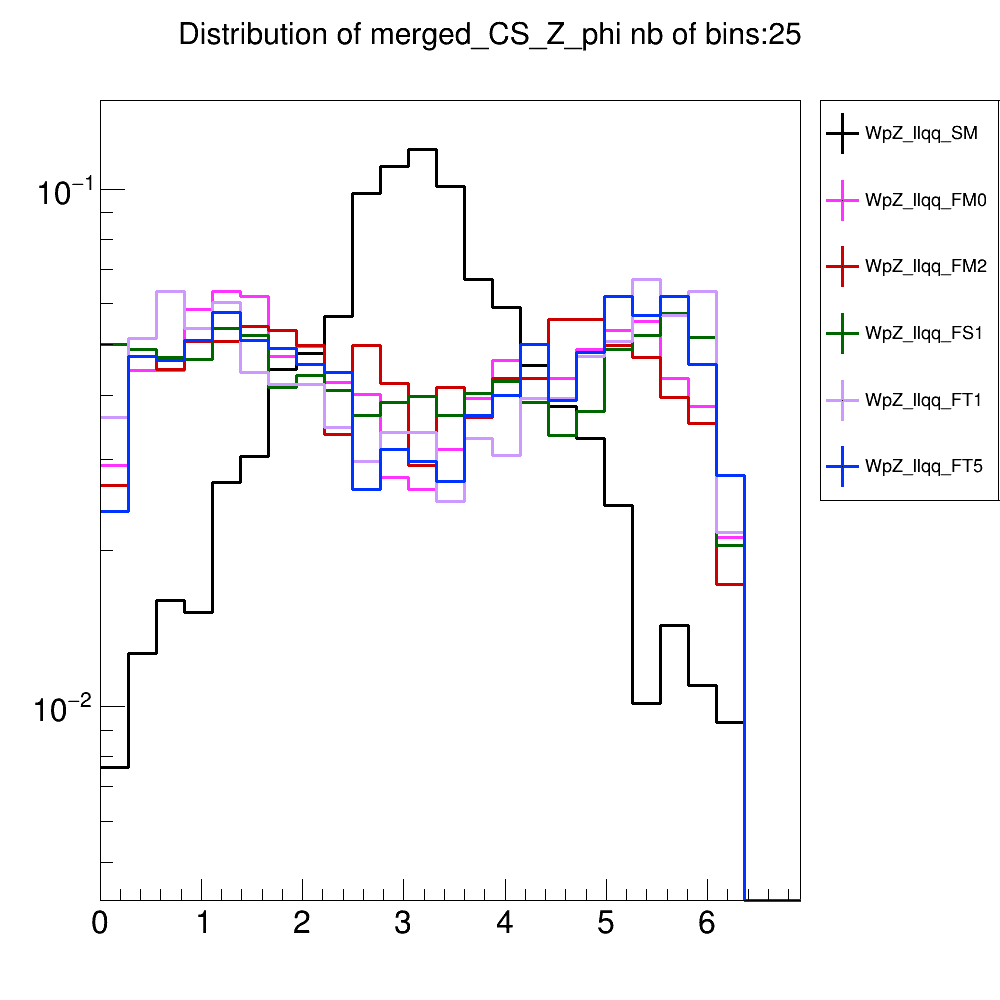 Distribution of merged_CS_Z_phi nb of bins:25
10⁻¹
10⁻²
0 1 2 3 4 5 6
WpZ_llqq_SM
WpZ_llqq_FM0
WpZ_llqq_FM2
WpZ_llqq_FS1
WpZ_llqq_FT1
WpZ_llqq_FT5